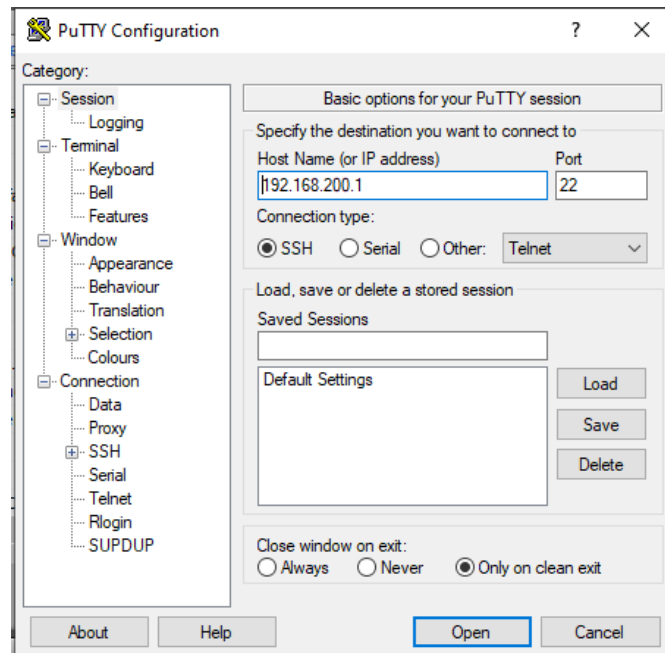 PuTTY Configuration
?
Category:
Session
Logging
Terminal
Keyboard
Bell
Features
Window
Appearance
Behaviour
Translation
Selection
Colours
Connection
Data
Proxy
SSH
Serial
Telnet
Rlogin
SUPDUP
Basic options for your PuTTY session
Specify the destination you want to connect to
Host Name (or IP address) Port
192.168.200.1 22
Connection type:
SSH Serial Other: Telnet
Load, save or delete a stored session
Saved Sessions
Default Settings
Load
Save
Delete
Close window on exit:
Always Never Only on clean exit
About Help Open Cancel